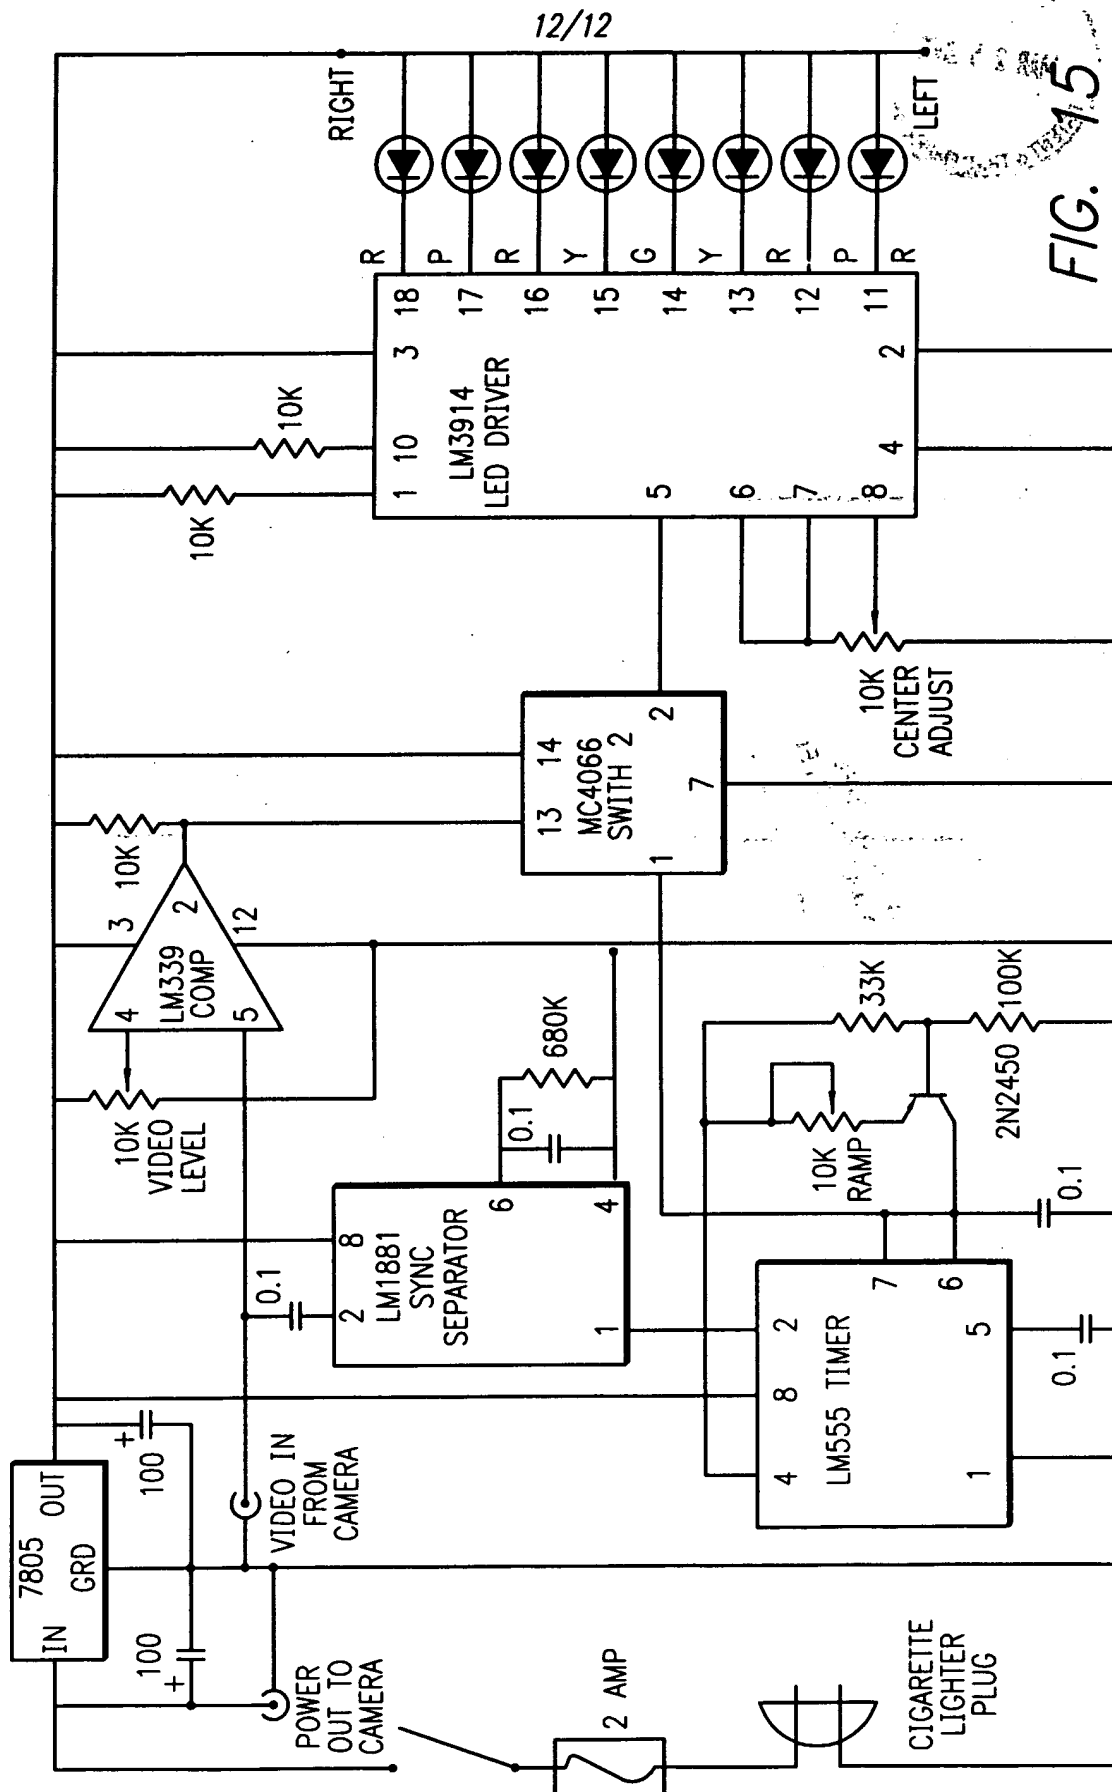 12/12
7805
IN
OUT
GRD
100
+
100
+
POWER
OUT TO
CAMERA
2 AMP
CIGARETTE
LIGHTER
PLUG
VIDEO IN
FROM
CAMERA
10K
VIDEO
LEVEL
LM339
COMP
4
5
3
2
12
10K
0.1
LM1881
SYNC
SEPARATOR
2
8
6
4
1
0.1
680K
LM555 TIMER
4
8
2
7
6
5
1
0.1
0.1
10K
RAMP
33K
100K
2N2450
MC4066
SWITH 2
13
14
1
2
7
10K
10K
LM3914
LED DRIVER
1
10
3
5
6
7
8
4
2
18
17
16
15
14
13
12
11
R
P
R
Y
G
Y
R
P
R
RIGHT
LEFT
10K
CENTER
ADJUST
FIG. 15